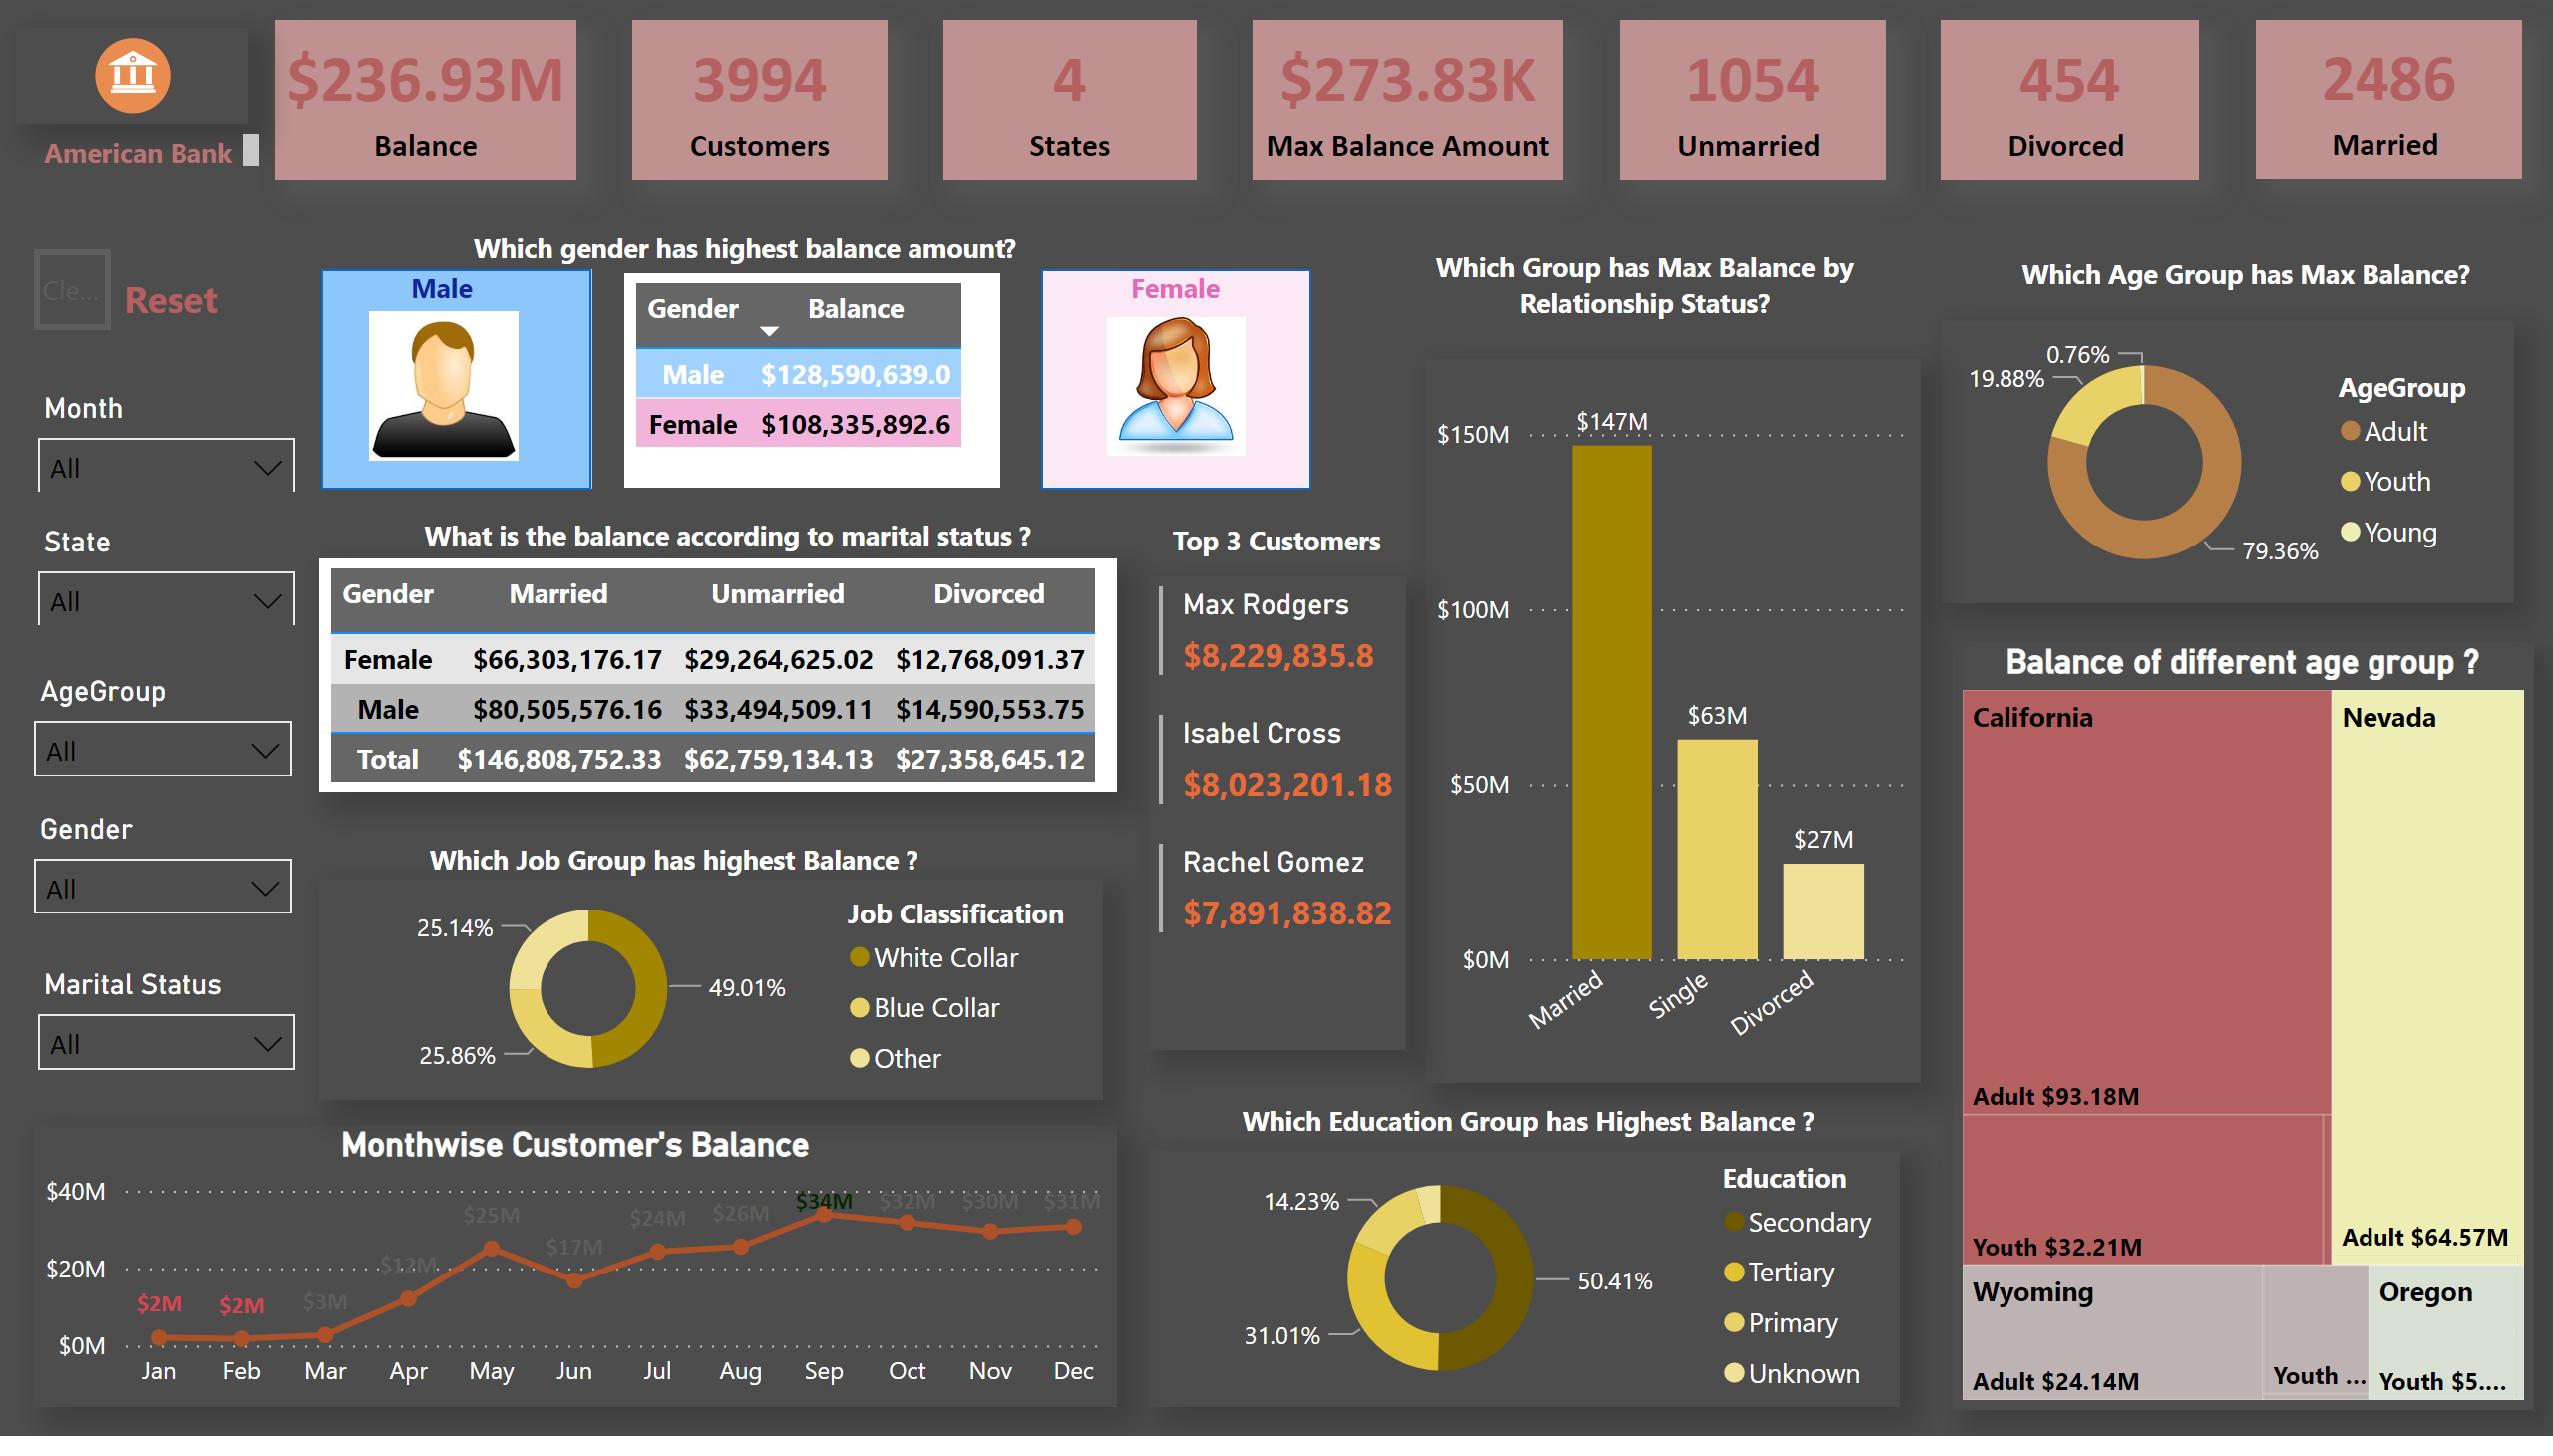 $236.93M
Balance
3994
Customers
4
States
$273.83K
Max Balance Amount
1054
Unmarried
454
Divorced
2486
Married
American Bank
Cle...
Reset
Month
All
State
All
AgeGroup
All
Gender
All
Marital Status
All
Which gender has highest balance amount?
Male
Gender Balance
Male $128,590,639.0
Female $108,335,892.6
Female
What is the balance according to marital status ?
Gender Married Unmarried Divorced
Female $66,303,176.17 $29,264,625.02 $12,768,091.37
Male $80,505,576.16 $33,494,509.11 $14,590,553.75
Total $146,808,752.33 $62,759,134.13 $27,358,645.12
Top 3 Customers
Max Rodgers
$8,229,835.8
Isabel Cross
$8,023,201.18
Rachel Gomez
$7,891,838.82
Which Job Group has highest Balance ?
25.14%
49.01%
25.86%
Job Classification
White Collar
Blue Collar
Other
Which Group has Max Balance by
Relationship Status?
$150M
$100M
$50M
$0M
$147M
$63M
$27M
Married
Single
Divorced
Which Age Group has Max Balance?
0.76%
19.88%
79.36%
AgeGroup
Adult
Youth
Young
Balance of different age group ?
California
Adult $93.18M
Youth $32.21M
Nevada
Adult $64.57M
Wyoming
Adult $24.14M
Youth ...
Oregon
Youth $5....
Monthwise Customer's Balance
$40M
$20M
$0M
$2M $2M $3M $12M $25M $17M $24M $26M $34M $32M $30M $31M
Jan Feb Mar Apr May Jun Jul Aug Sep Oct Nov Dec
Which Education Group has Highest Balance ?
14.23%
50.41%
31.01%
Education
Secondary
Tertiary
Primary
Unknown